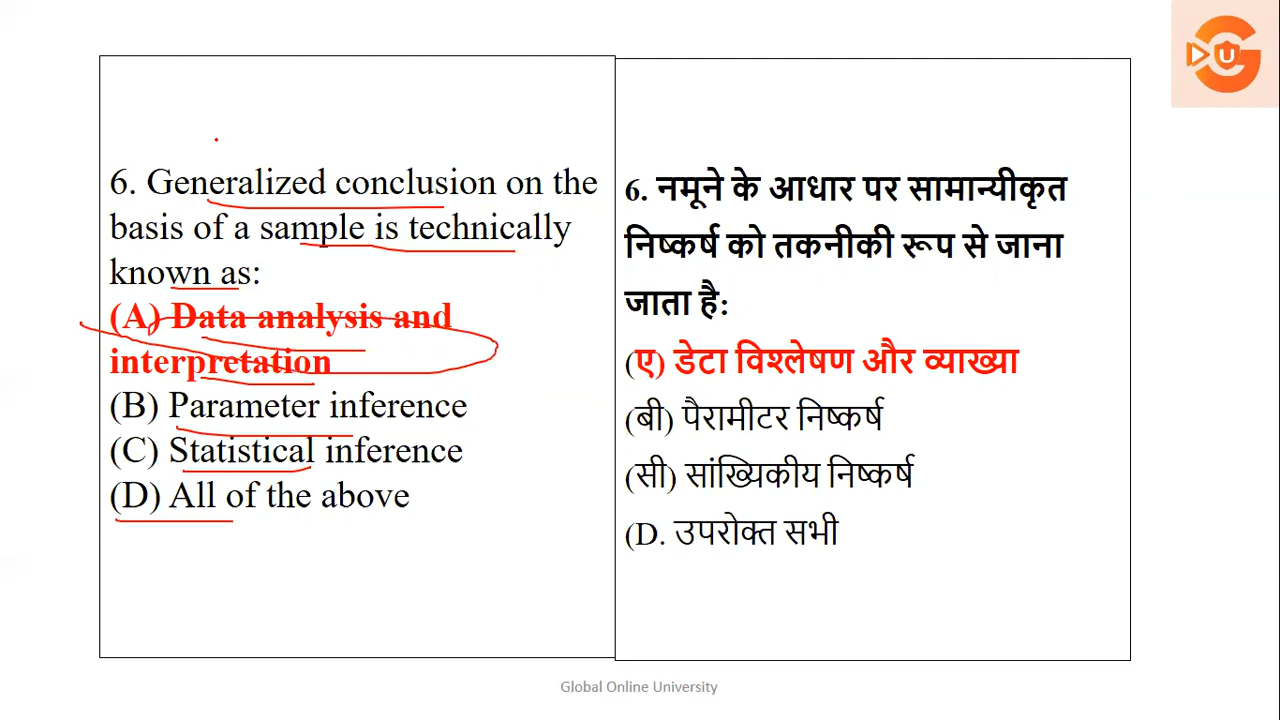 U
6. Generalized conclusion on the
basis of a sample is technically
known as:
(A) Data analysis and
interpretation
(B) Parameter inference
(C) Statistical inference
(D) All of the above
6. नमूने के आधार पर सामान्यीकृत
निष्कर्ष को तकनीकी रूप से जाना
जाता है:
(ए) डेटा विश्लेषण और व्याख्या
(बी) पैरामीटर निष्कर्ष
(सी) सांख्यिकीय निष्कर्ष
(D. उपरोक्त सभी
Global Online University